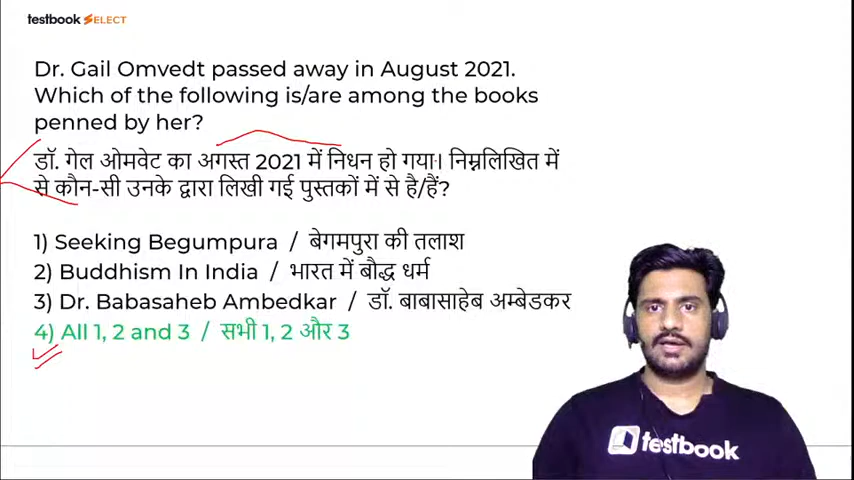 testbook SELECT
Dr. Gail Omvedt passed away in August 2021.
Which of the following is/are among the books
penned by her?
डॉ. गेल ओमवेट का अगस्त 2021 में निधन हो गया। निम्नलिखित में
से कौन-सी उनके द्वारा लिखी गई पुस्तकों में से है/हैं?
1) Seeking Begumpura / बेगमपुरा की तलाश
2) Buddhism In India / भारत में बौद्ध धर्म
3) Dr. Babasaheb Ambedkar / डॉ. बाबासाहेब अम्बेडकर
4) All 1, 2 and 3 / सभी 1, 2 और 3
testbook